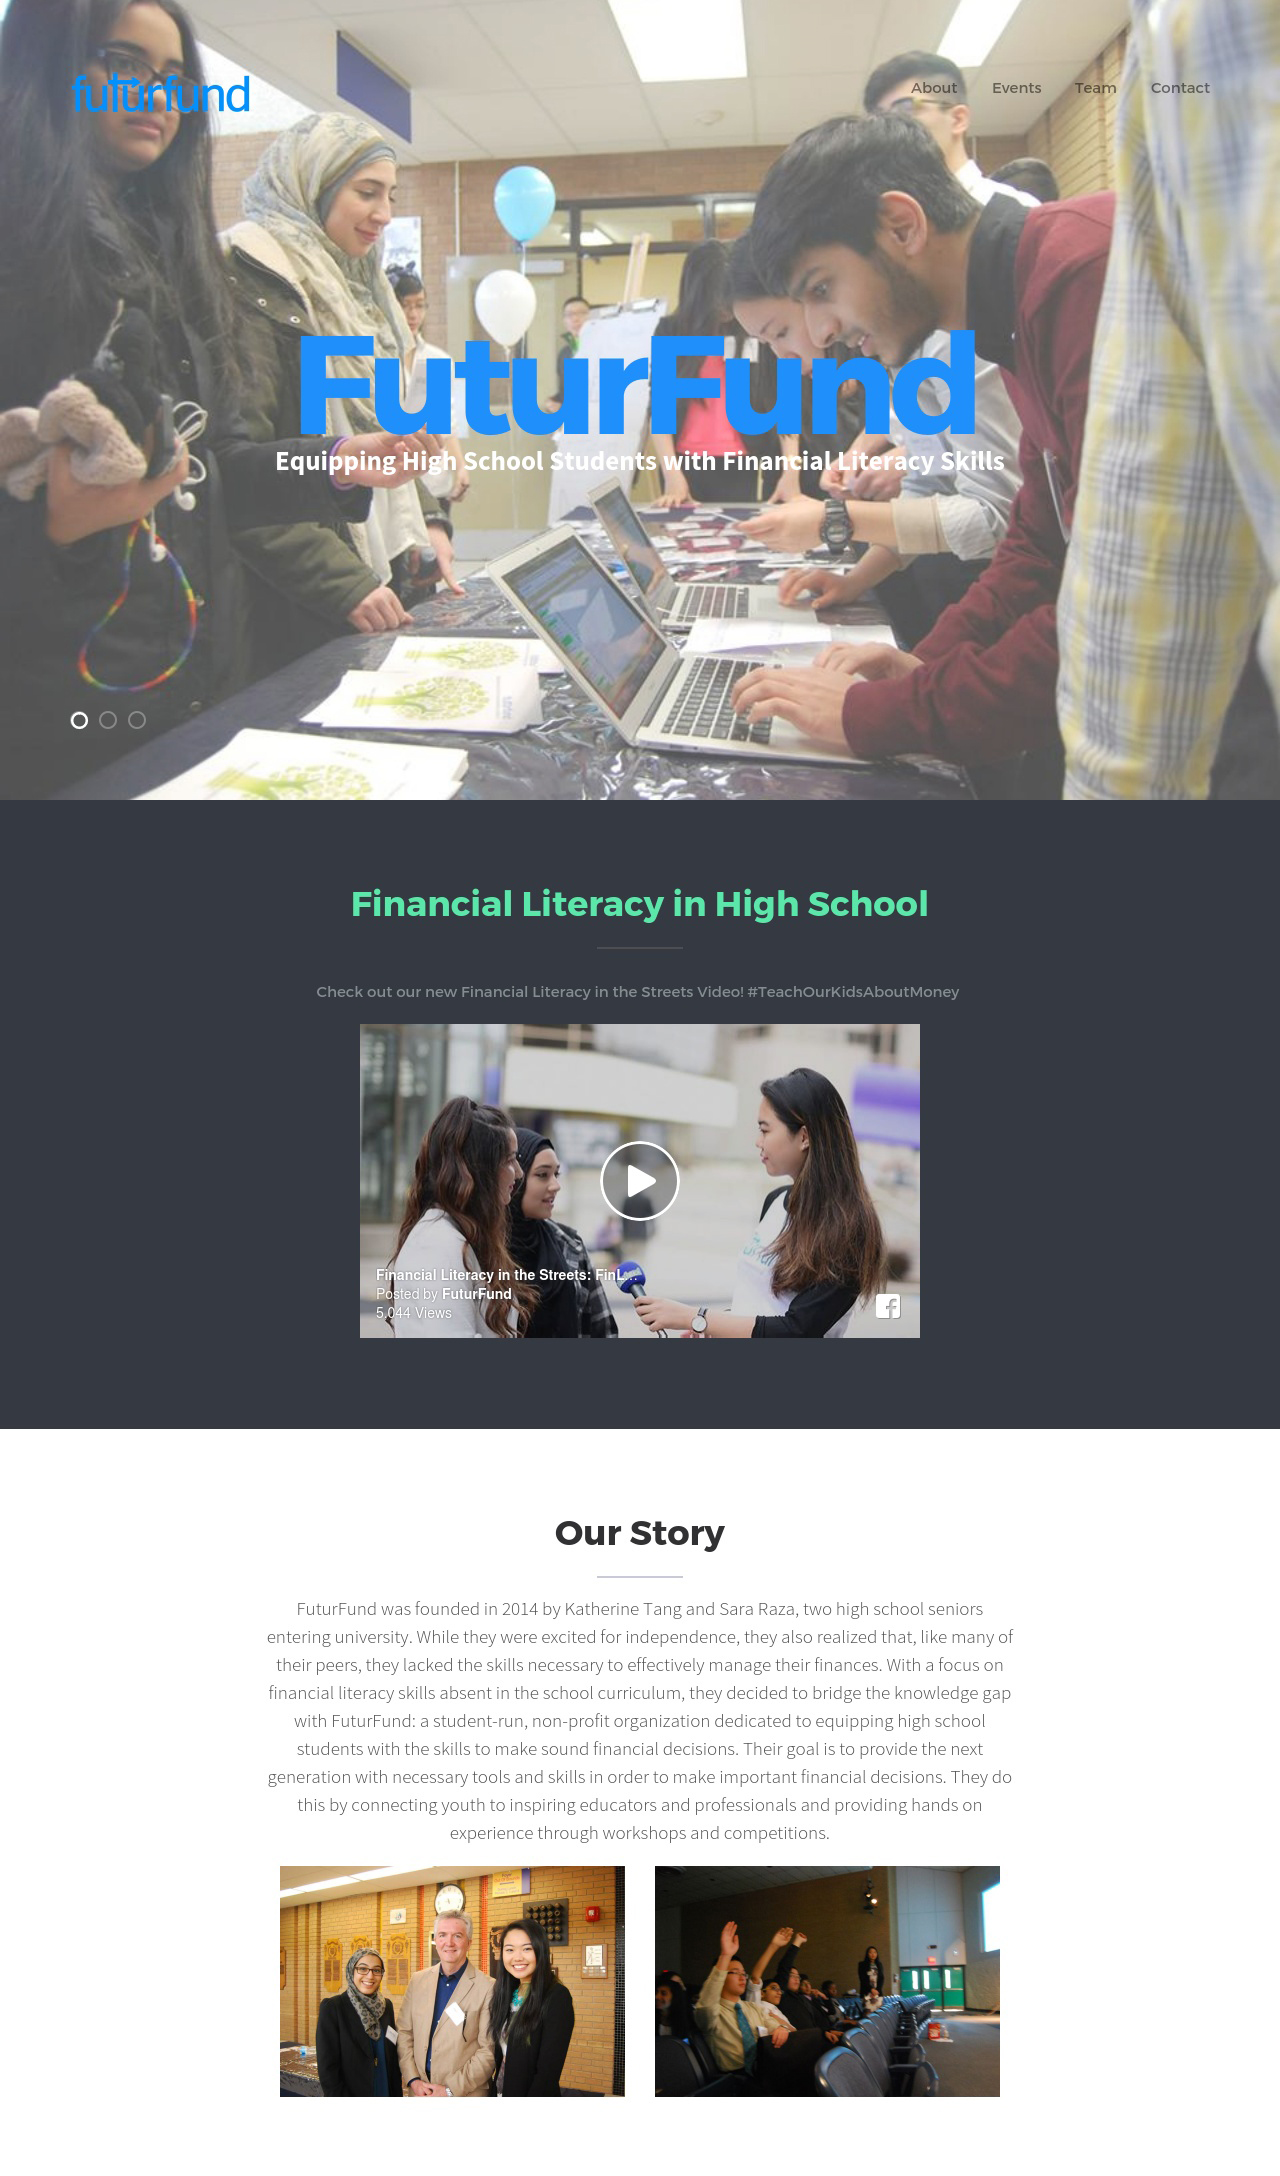 futurfund
About
Events
Team
Contact
FuturFund
Equipping High School Students with Financial Literacy Skills
Financial Literacy in High School
Check out our new Financial Literacy in the Streets Video! #TeachOurKidsAboutMoney
Financial Literacy in the Streets: FinL...
Posted by FuturFund
5,044 Views
Our Story
FuturFund was founded in 2014 by Katherine Tang and Sara Raza, two high school seniors
entering university. While they were excited for independence, they also realized that, like many of
their peers, they lacked the skills necessary to effectively manage their finances. With a focus on
financial literacy skills absent in the school curriculum, they decided to bridge the knowledge gap
with FuturFund: a student-run, non-profit organization dedicated to equipping high school
students with the skills to make sound financial decisions. Their goal is to provide the next
generation with necessary tools and skills in order to make important financial decisions. They do
this by connecting youth to inspiring educators and professionals and providing hands on
experience through workshops and competitions.